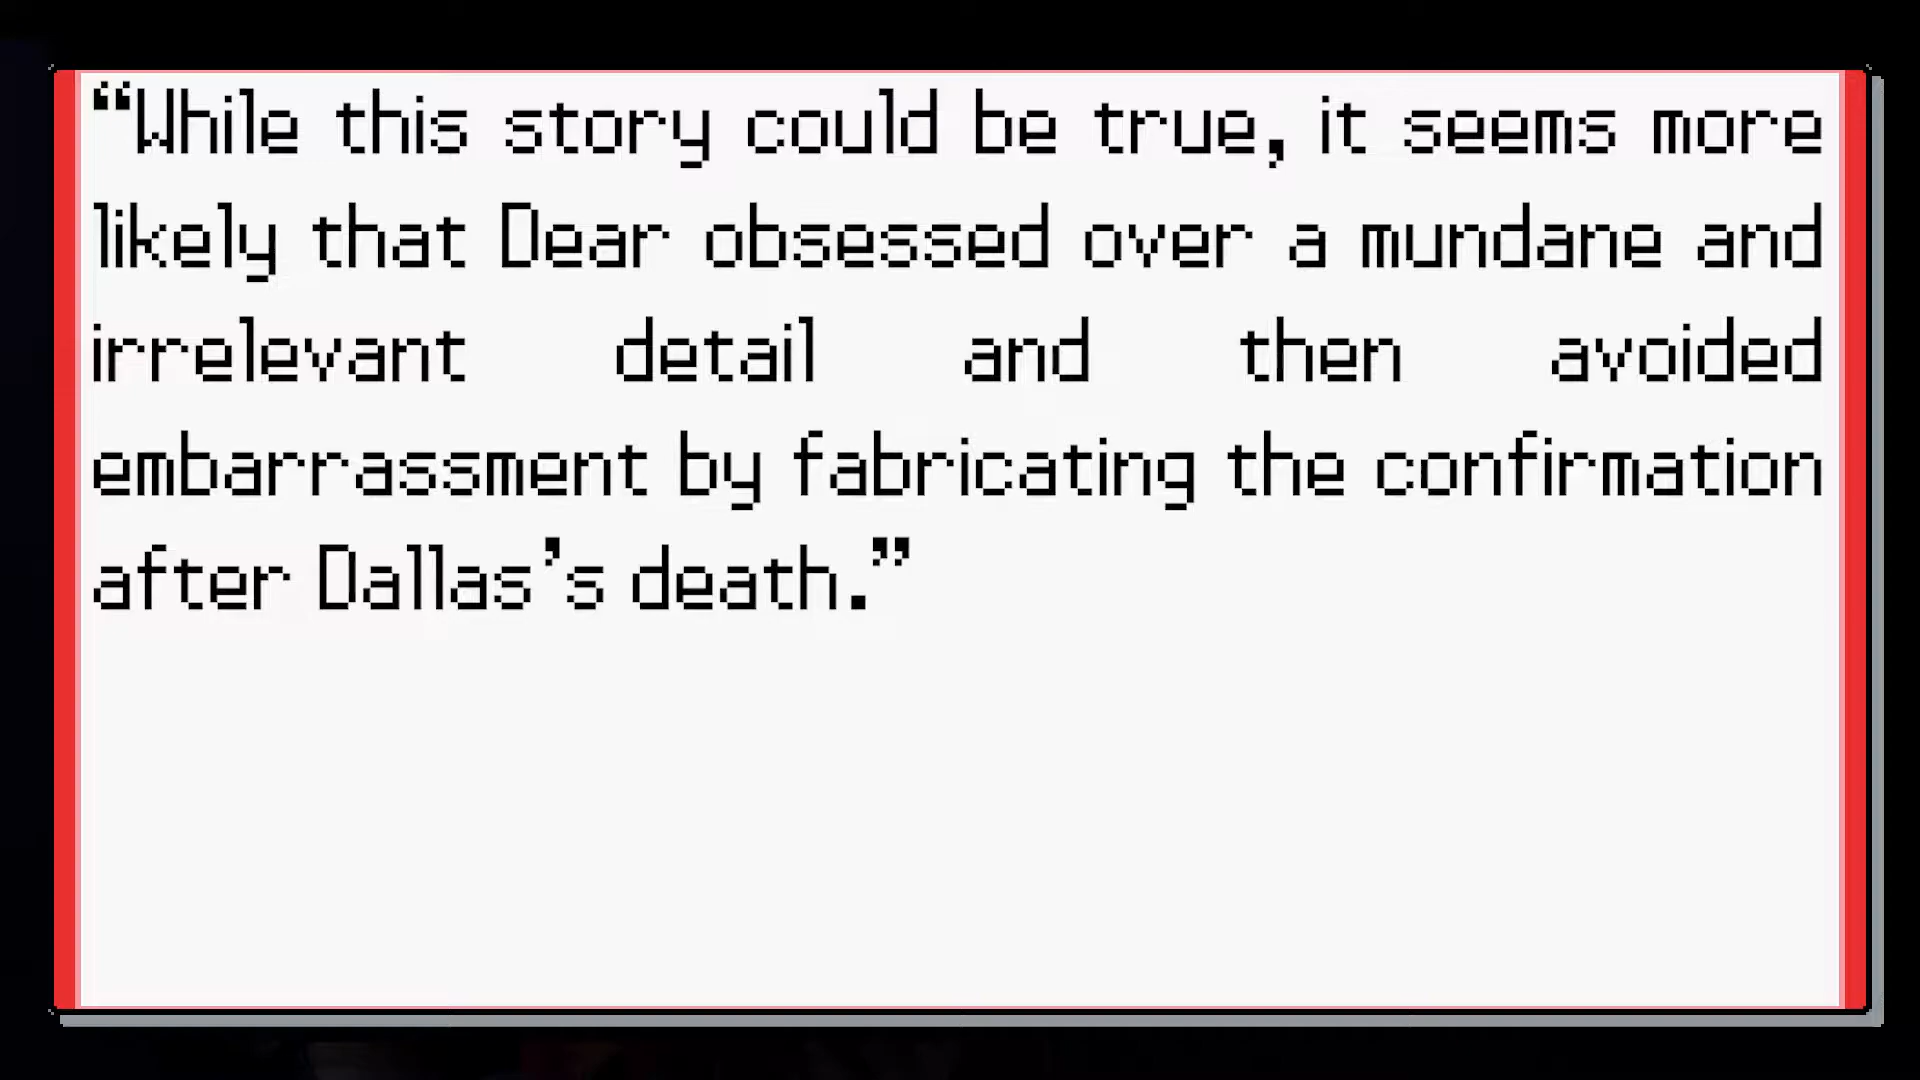 “While this story could be true, it seems more
likely that Dear obsessed over a mundane and
irrelevant detail and then avoided
embarrassment by fabricating the confirmation
after Dallas’s death.”